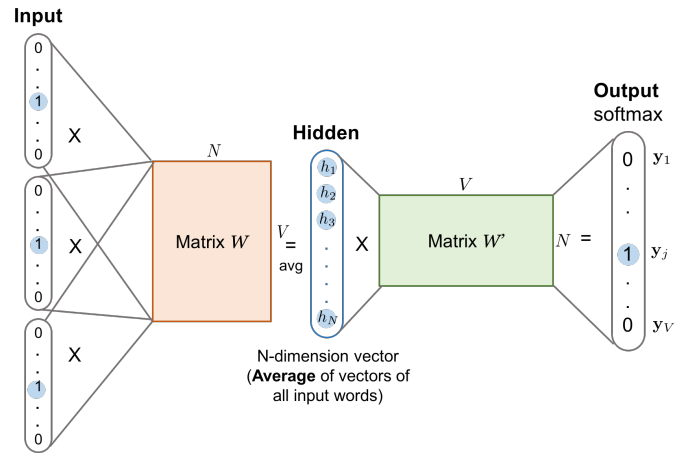 Input
0
.
.
1
.
.
0
X
0
.
.
1
.
.
0
X
0
.
.
1
.
.
0
X
N
Matrix W
V
=
avg
Hidden
h1
h2
h3
.
.
.
.
hN
N-dimension vector
(Average of vectors of
all input words)
X
V
Matrix W'
N =
Output
softmax
0 y1
.
.
1 yj
.
.
0 yV